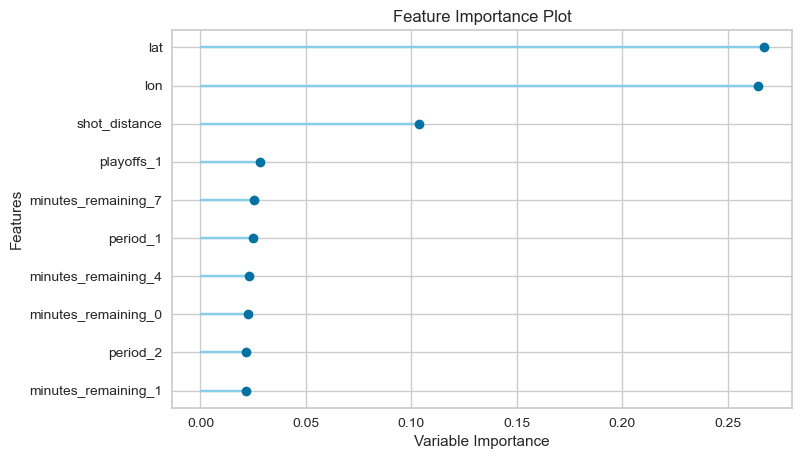 Feature Importance Plot
lat
lon
shot_distance
playoffs_1
minutes_remaining_7
period_1
minutes_remaining_4
minutes_remaining_0
period_2
minutes_remaining_1
Features
0.00 0.05 0.10 0.15 0.20 0.25
Variable Importance